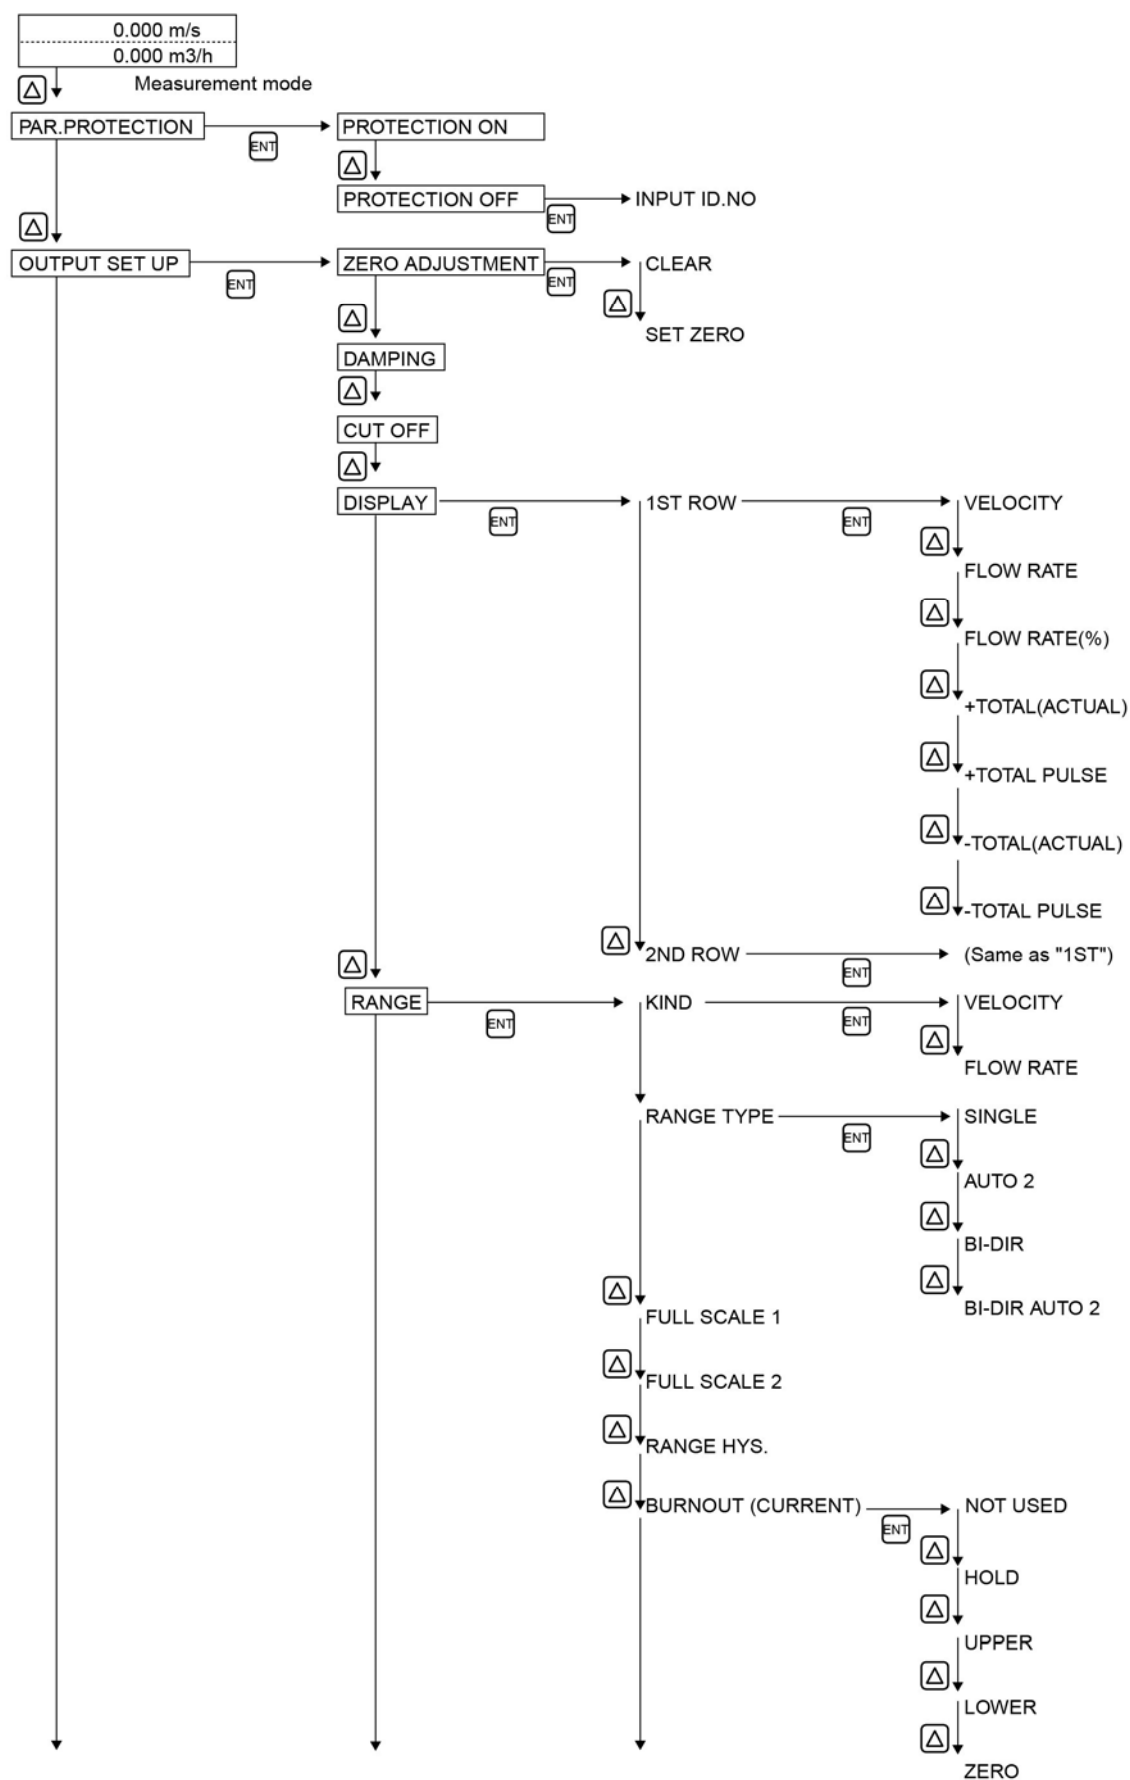 0.000 m/s
0.000 m3/h
Measurement mode
PAR.PROTECTION
ENT
PROTECTION ON
PROTECTION OFF
ENT
INPUT ID.NO
OUTPUT SET UP
ENT
ZERO ADJUSTMENT
ENT
CLEAR
SET ZERO
DAMPING
CUT OFF
DISPLAY
ENT
1ST ROW
ENT
VELOCITY
FLOW RATE
FLOW RATE(%)
+TOTAL(ACTUAL)
+TOTAL PULSE
-TOTAL(ACTUAL)
-TOTAL PULSE
2ND ROW
ENT
(Same as "1ST")
RANGE
ENT
KIND
ENT
VELOCITY
FLOW RATE
RANGE TYPE
ENT
SINGLE
AUTO 2
BI-DIR
BI-DIR AUTO 2
FULL SCALE 1
FULL SCALE 2
RANGE HYS.
BURNOUT (CURRENT)
ENT
NOT USED
HOLD
UPPER
LOWER
ZERO